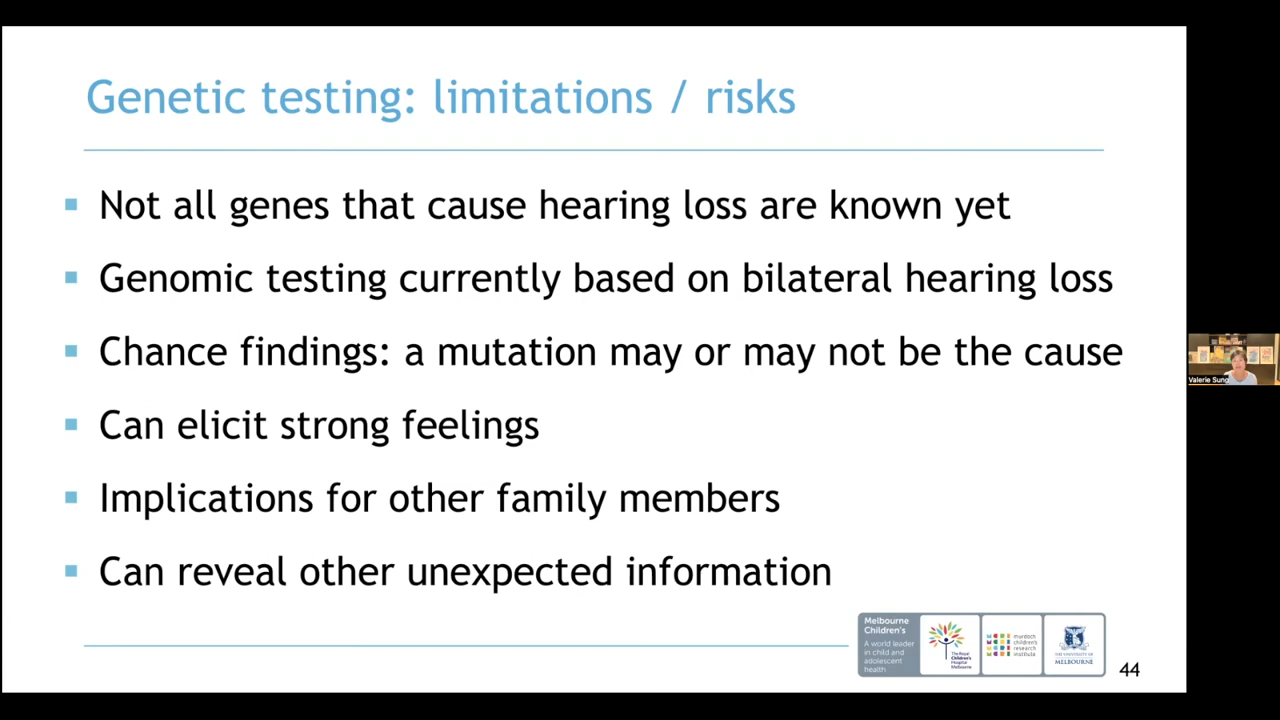 Genetic testing: limitations / risks
Not all genes that cause hearing loss are known yet
Genomic testing currently based on bilateral hearing loss
Chance findings: a mutation may or may not be the cause
Can elicit strong feelings
Implications for other family members
Can reveal other unexpected information
Melbourne
Children's
A world leader
in child and
adolescent
health
The Royal
Children's
Hospital
Melbourne
murdoch
children's
research
institute
THE UNIVERSITY OF
MELBOURNE
44
Valerie Sung